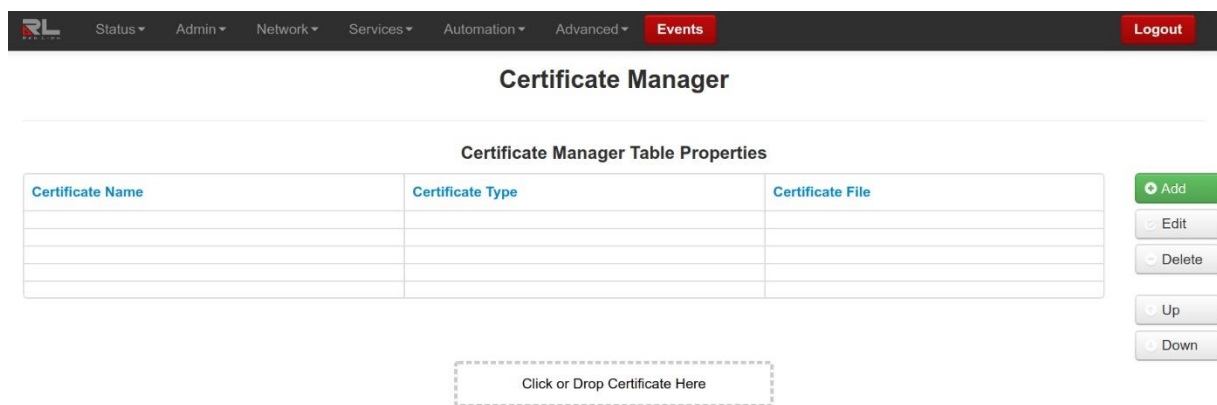 RL
Status Admin Network Services Automation Advanced Events Logout
Certificate Manager
Certificate Manager Table Properties
Certificate Name Certificate Type Certificate File
Add
Edit
Delete
Up
Down
Click or Drop Certificate Here